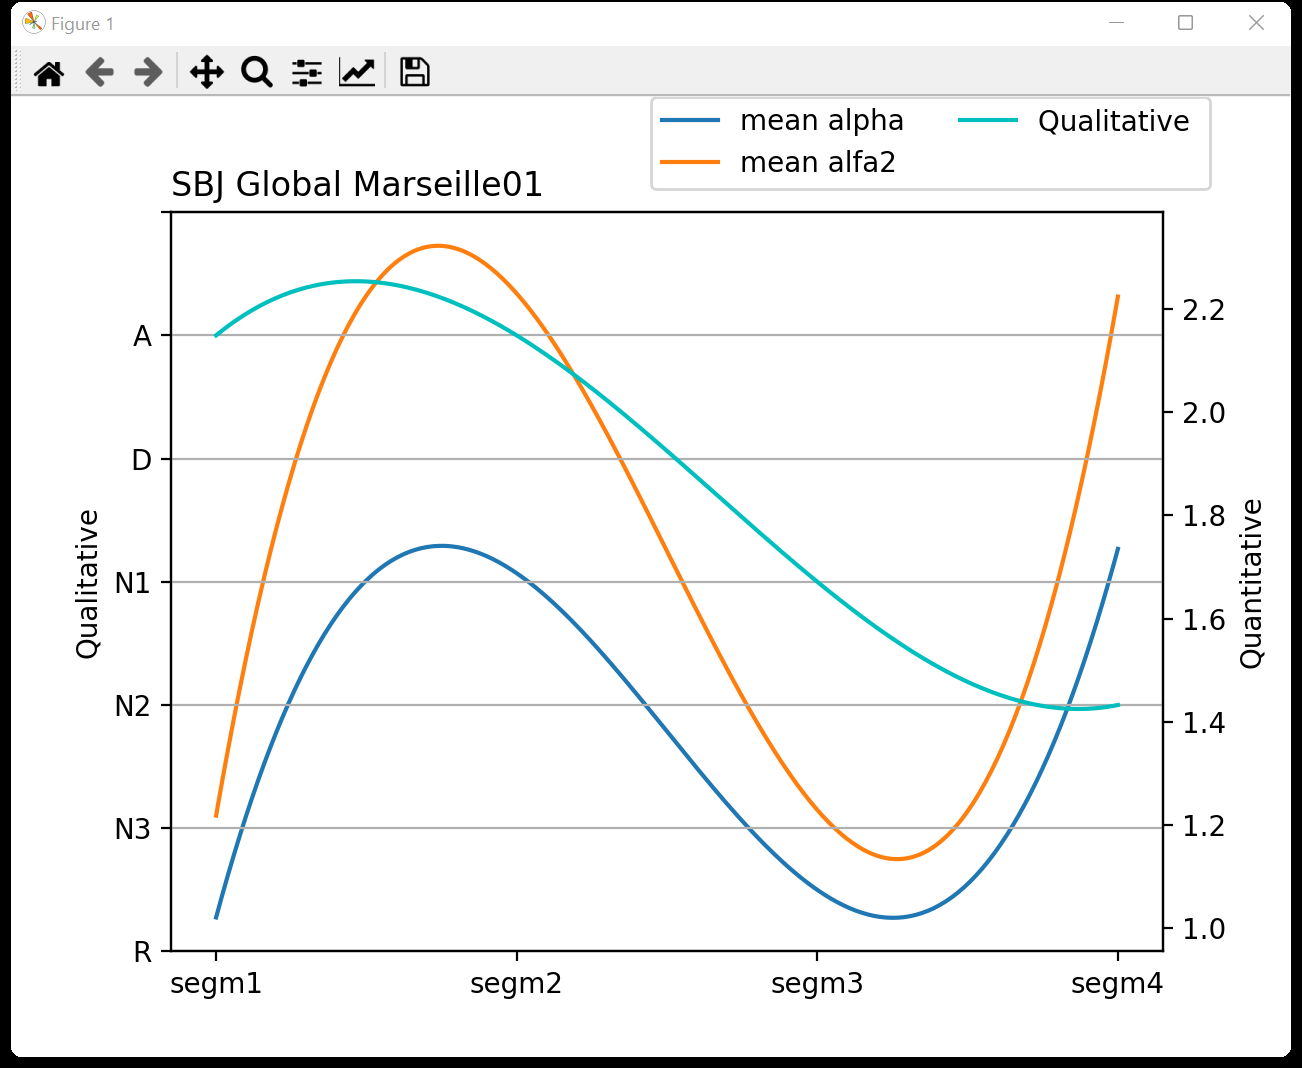 Figure 1
mean alpha
mean alfa2
Qualitative
SBJ Global Marseille01
A
D
N1
N2
N3
R
Qualitative
2.2
2.0
1.8
1.6
1.4
1.2
1.0
Quantitative
segm1 segm2 segm3 segm4